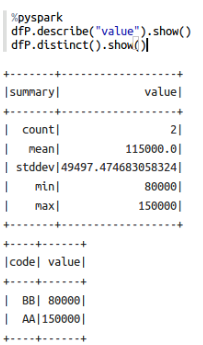 %pyspark
dfP.describe("value").show()
dfP.distinct().show()
+-------+------------------+
|summary|             value|
+-------+------------------+
|  count|                 2|
|   mean|          115000.0|
| stddev|49497.474683058324|
|    min|             80000|
|    max|            150000|
+-------+------------------+
+----+------+
|code| value|
+----+------+
|  BB| 80000|
|  AA|150000|
+----+------+